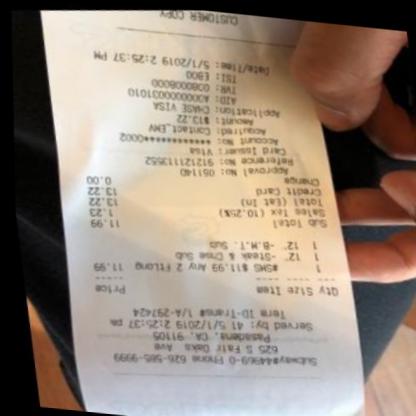 Subway#44969-0 Phone 626-585-9999
625 S Fair Oaks Ave
Pasadena, CA, 91105
Served by: 41 5/1/2019 2:25:37 pm
Term ID-Trans# 1/A-297424
Qty Size Item Price
1 #SMS $11.99 Any 2 Ftlong 11.99
1 12" -Steak & Chse Sub
1 12" -B.M.T. Sub
Sub Total 11.99
Sales Tax (10.25%) 1.23
Total (Eat In) 13.22
Credit Card 13.22
Change 0.00
Approval No: 05114D
Reference No: 912121113552
Card Issuer: Visa
Account No: ************0002
Acquired: Contact_EMV
Amount: $13.22
Application: CHASE VISA
AID: A0000000031010
TVR: 0080008000
TSI: E800
Date/Time: 5/1/2019 2:25:37 PM
CUSTOMER COPY